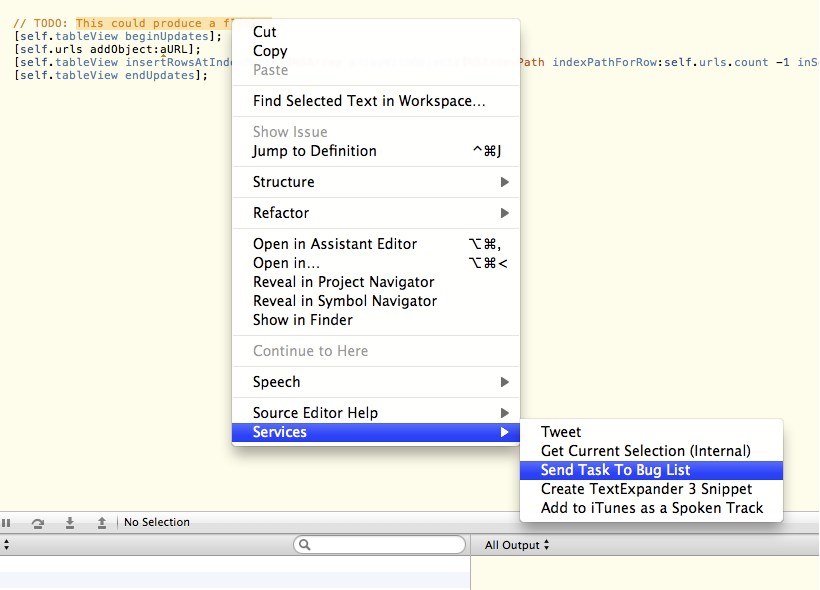 // TODO: This could produce a
[self.tableView beginUpdates];
[self.urls addObject:aURL];
[self.tableView insertRowsAtInde Path indexPathForRow:self.urls.count -1 inS
[self.tableView endUpdates];
Cut
Copy
Paste
Find Selected Text in Workspace...
Show Issue
Jump to Definition ^⌘J
Structure
Refactor
Open in Assistant Editor ⌥⌘,
Open in... ⌥⌘<
Reveal in Project Navigator
Reveal in Symbol Navigator
Show in Finder
Continue to Here
Speech
Source Editor Help
Services
Tweet
Get Current Selection (Internal)
Send Task To Bug List
Create TextExpander 3 Snippet
Add to iTunes as a Spoken Track
No Selection
All Output